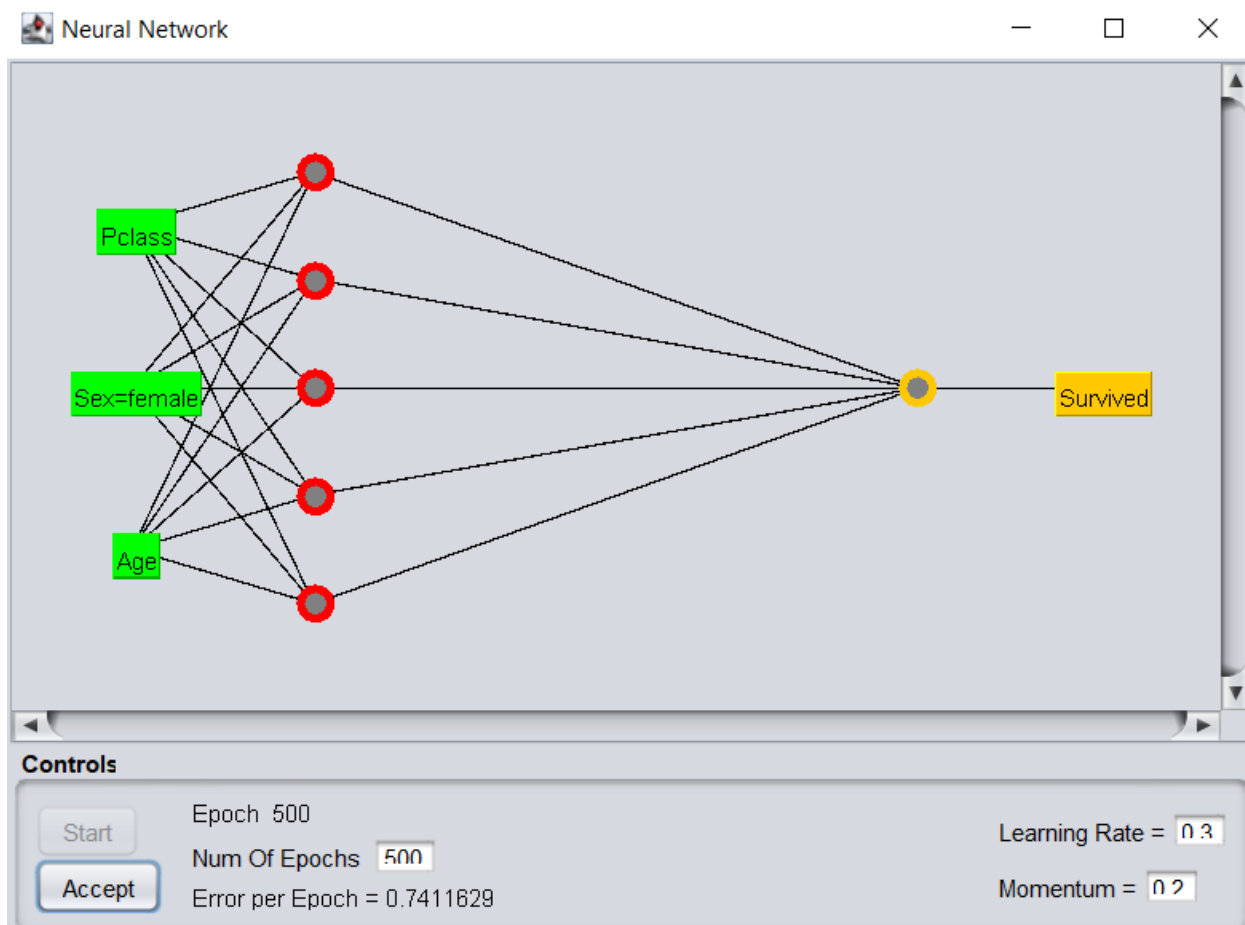 Neural Network
Pclass
Sex=female
Survived
Age
Controls
Start
Accept
Epoch 500
Num Of Epochs 500
Error per Epoch = 0.7411629
Learning Rate = 0.3
Momentum = 0.2